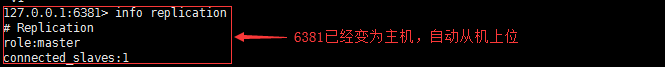 127.0.0.1:6381> info replication
# Replication
role:master
connected_slaves:1
6381已经变为主机，自动从机上位